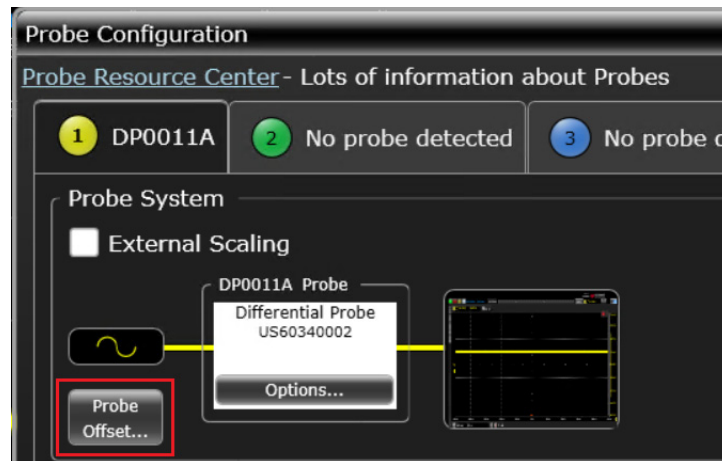 Probe Configuration
Probe Resource Center - Lots of information about Probes
1 DP0011A 2 No probe detected 3 No probe
Probe System
External Scaling
DP0011A Probe
Differential Probe
US60340002
Options...
Probe
Offset...